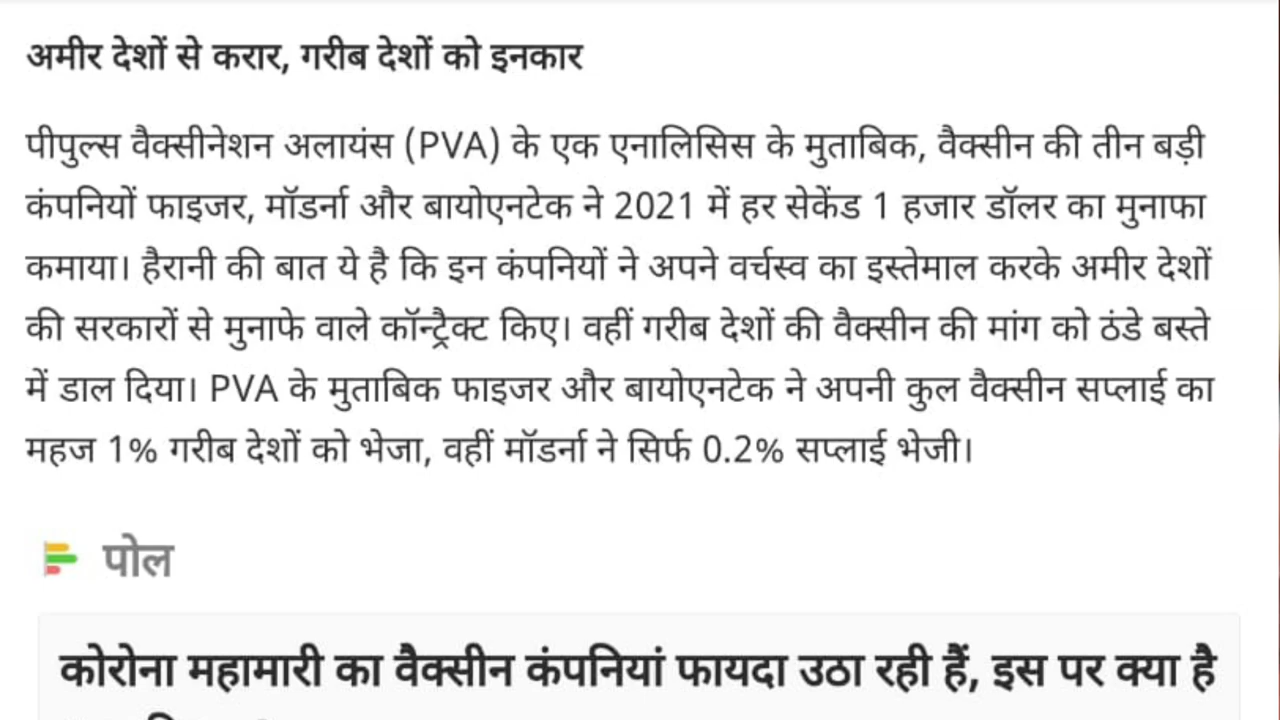 अमीर देशों से करार, गरीब देशों को इनकार
पीपुल्स वैक्सीनेशन अलायंस (PVA) के एक एनालिसिस के मुताबिक, वैक्सीन की तीन बड़ी
कंपनियों फाइजर, मॉडर्ना और बायोएनटेक ने 2021 में हर सेकेंड 1 हजार डॉलर का मुनाफा
कमाया। हैरानी की बात ये है कि इन कंपनियों ने अपने वर्चस्व का इस्तेमाल करके अमीर देशों
की सरकारों से मुनाफे वाले कॉन्ट्रैक्ट किए। वहीं गरीब देशों की वैक्सीन की मांग को ठंडे बस्ते
में डाल दिया। PVA के मुताबिक फाइजर और बायोएनटेक ने अपनी कुल वैक्सीन सप्लाई का
महज 1% गरीब देशों को भेजा, वहीं मॉडर्ना ने सिर्फ 0.2% सप्लाई भेजी।
पोल
कोरोना महामारी का वैक्सीन कंपनियां फायदा उठा रही हैं, इस पर क्या है